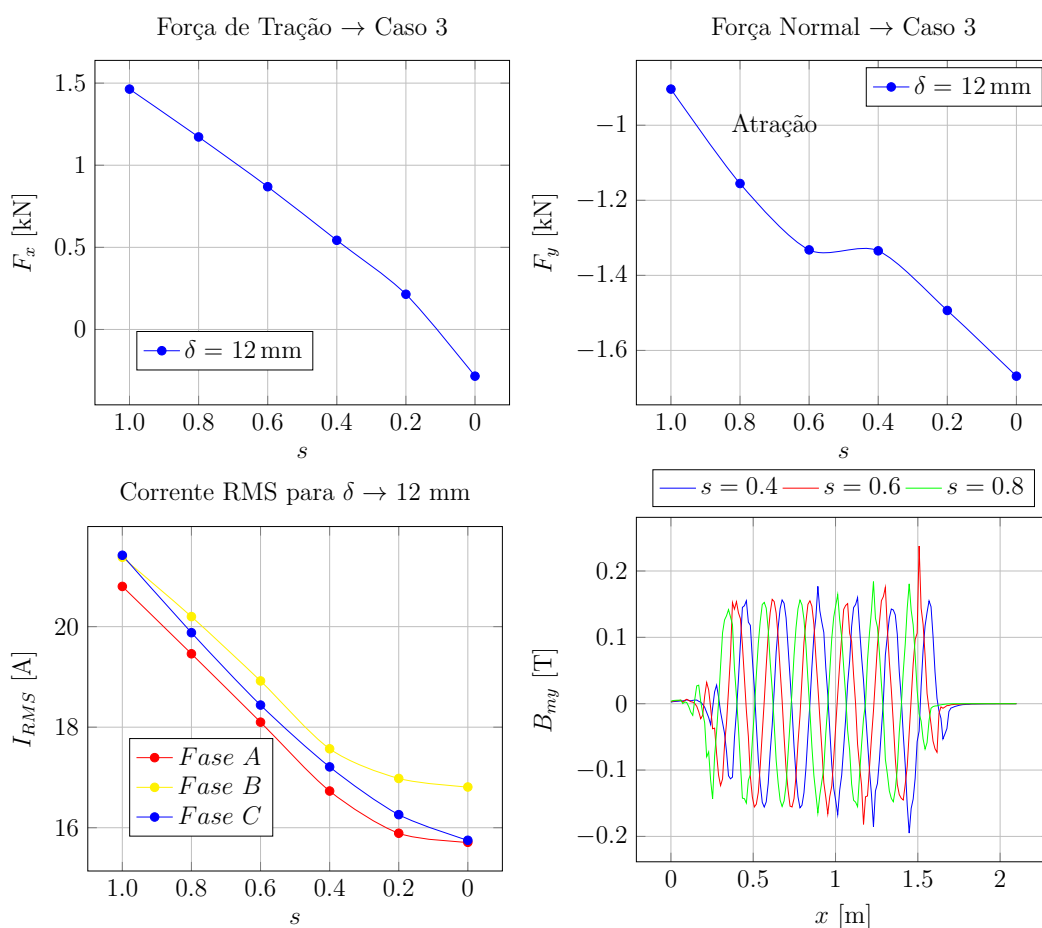 Força de Tração → Caso 3
1.5
1
0.5
0
F_x [kN]
δ = 12 mm
1.0 0.8 0.6 0.4 0.2 0
s
Força Normal → Caso 3
δ = 12 mm
Atração
−1
−1.2
−1.4
−1.6
F_y [kN]
1.0 0.8 0.6 0.4 0.2 0
s
Corrente RMS para δ → 12 mm
20
18
16
I_RMS [A]
Fase A
Fase B
Fase C
1.0 0.8 0.6 0.4 0.2 0
s
s = 0.4 s = 0.6 s = 0.8
0.2
0.1
0
−0.1
−0.2
B_my [T]
0 0.5 1 1.5 2
x [m]